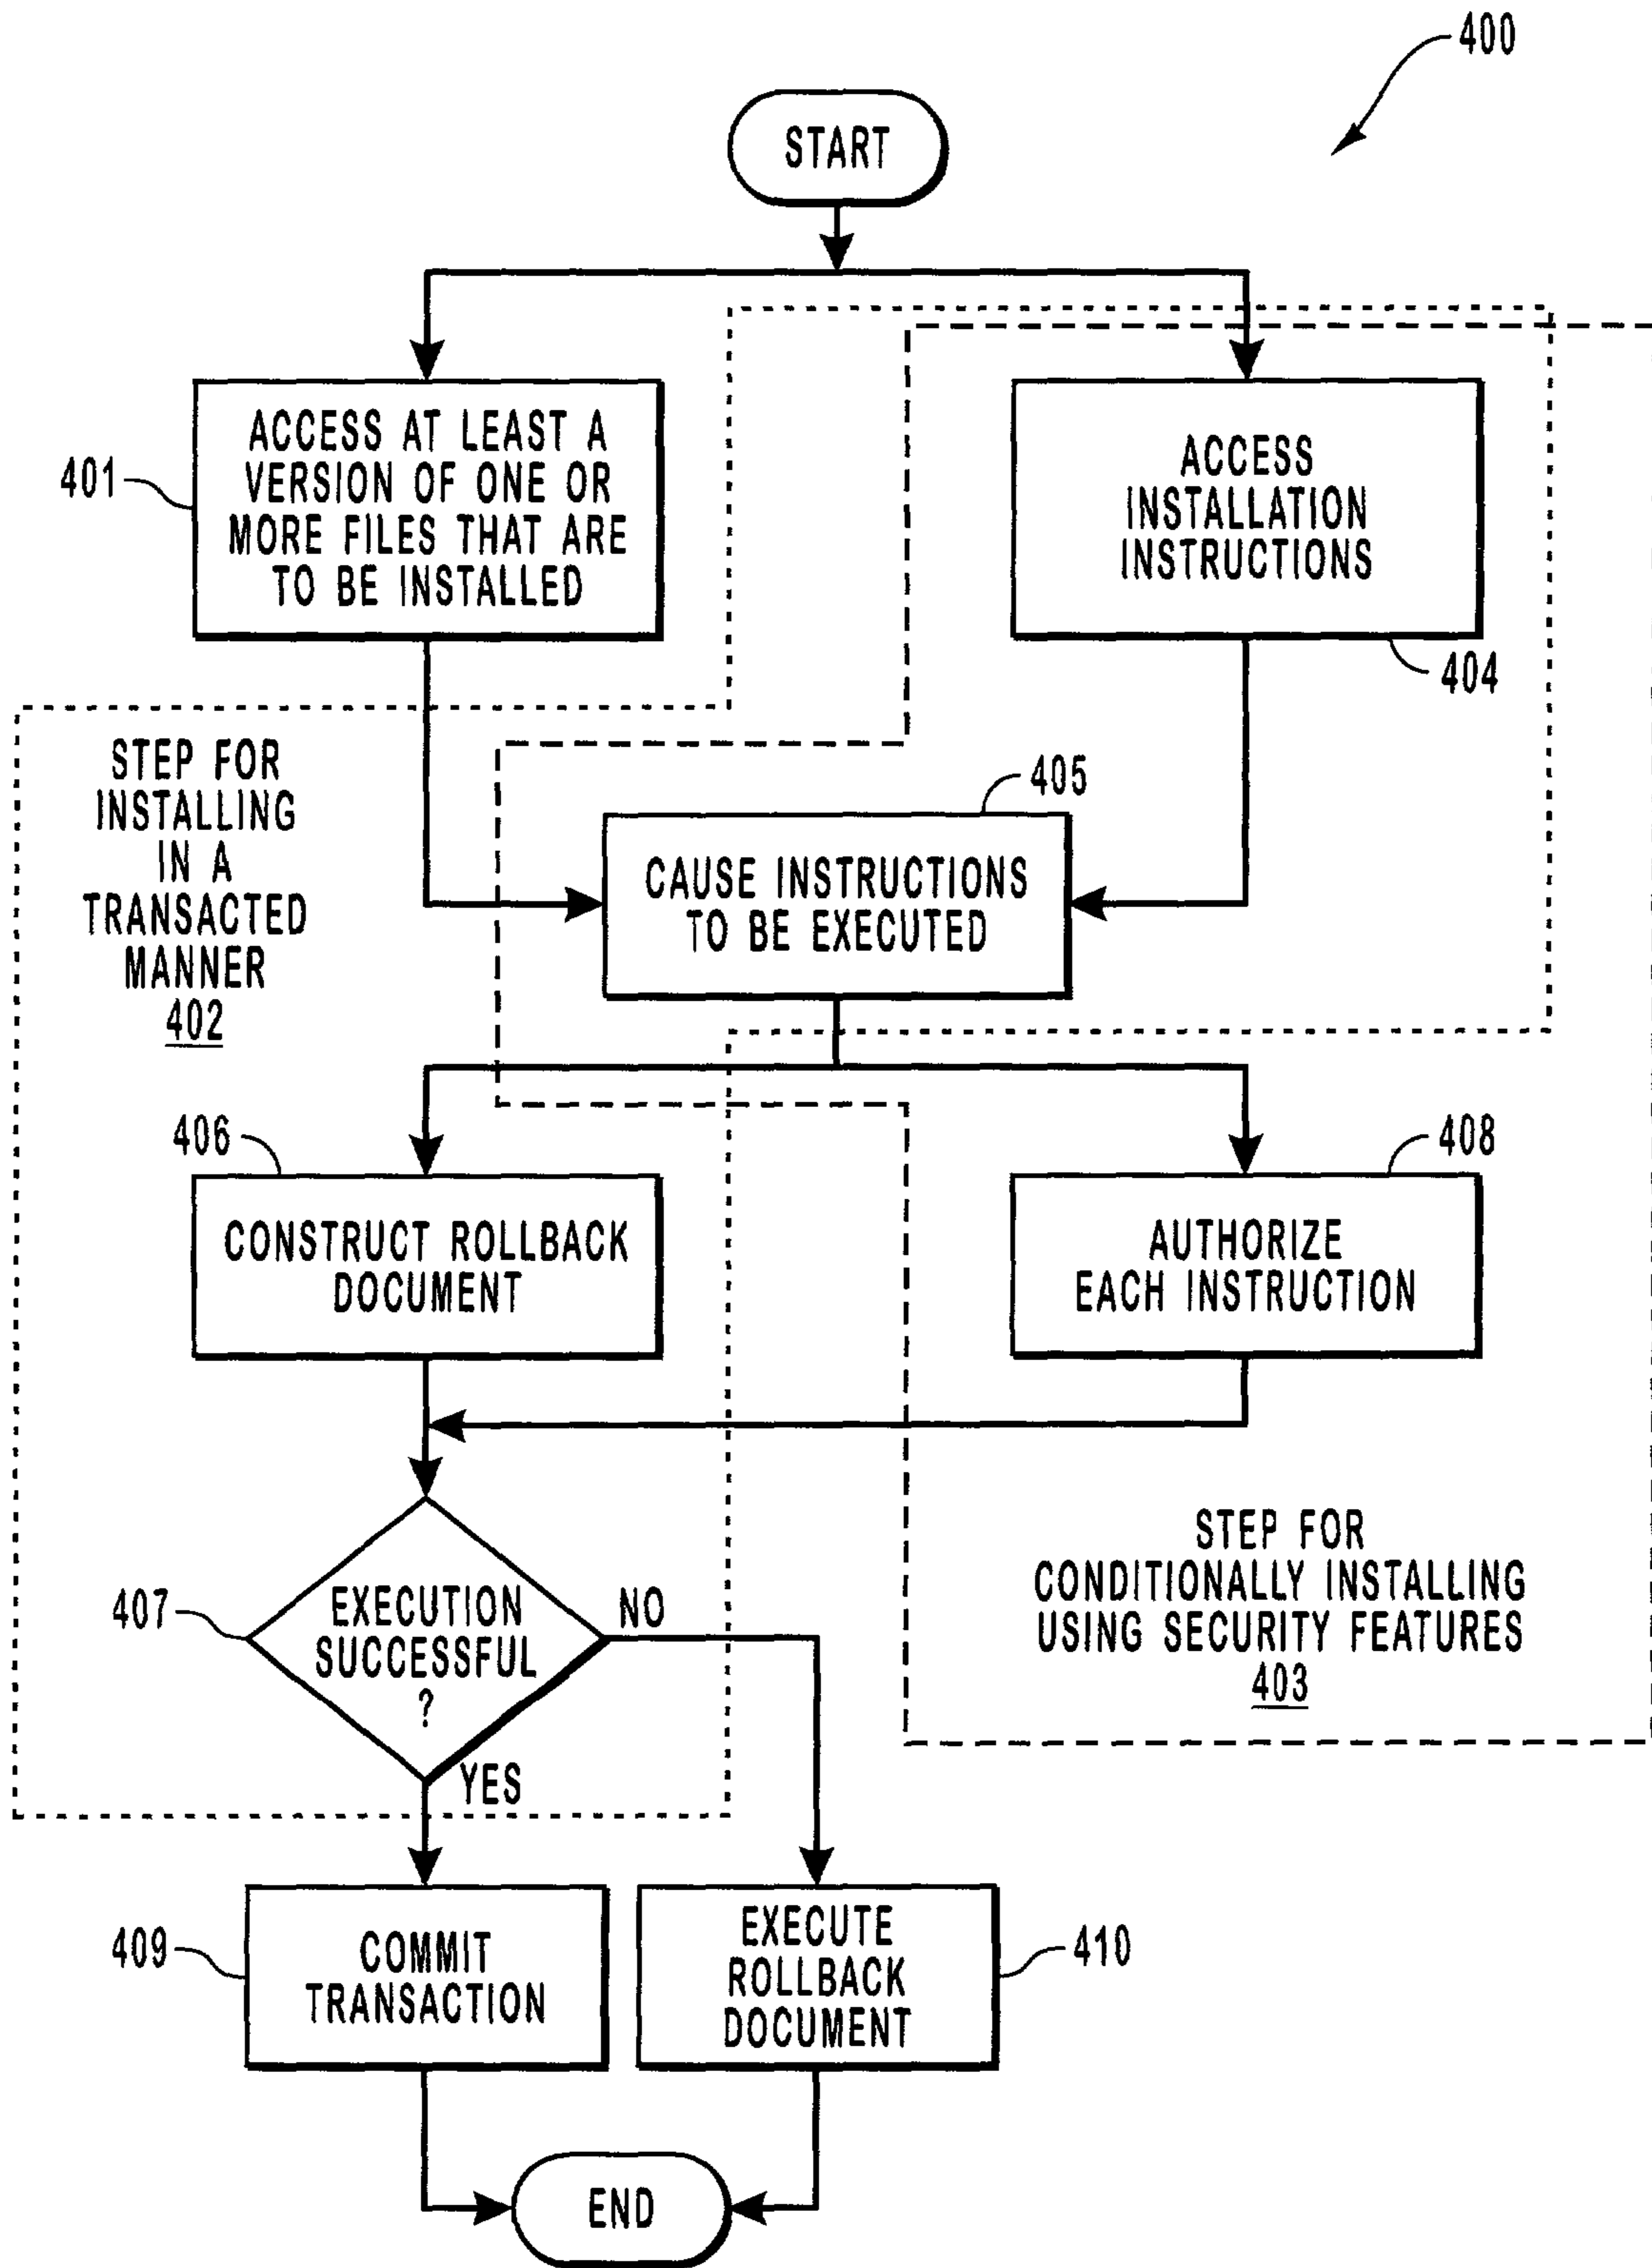 400
START
401
ACCESS AT LEAST A
VERSION OF ONE OR
MORE FILES THAT ARE
TO BE INSTALLED
ACCESS
INSTALLATION
INSTRUCTIONS
404
STEP FOR
INSTALLING
IN A
TRANSACTED
MANNER
402
405
CAUSE INSTRUCTIONS
TO BE EXECUTED
406
CONSTRUCT ROLLBACK
DOCUMENT
408
AUTHORIZE
EACH INSTRUCTION
407
EXECUTION
SUCCESSFUL
?
NO
YES
STEP FOR
CONDITIONALLY INSTALLING
USING SECURITY FEATURES
403
409
COMMIT
TRANSACTION
EXECUTE
ROLLBACK
DOCUMENT
410
END